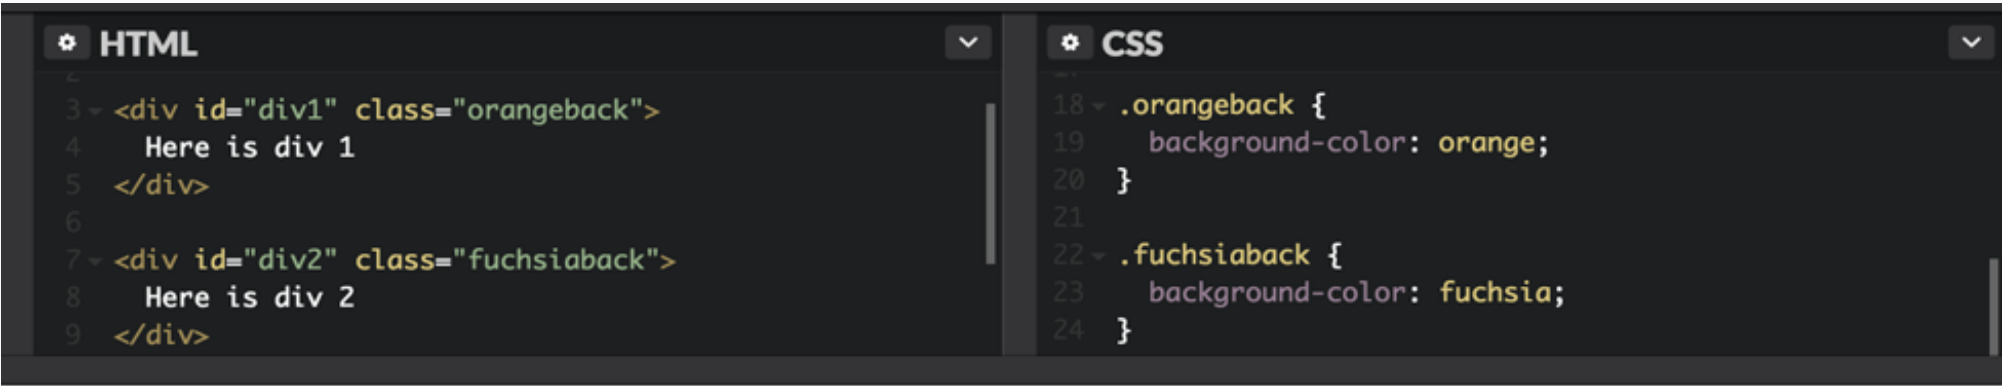 HTML
2
3 <div id="div1" class="orangeback">
4 Here is div 1
5 </div>
6
7 <div id="div2" class="fuchsiaback">
8 Here is div 2
9 </div>
CSS
18 .orangeback {
19 background-color: orange;
20 }
21
22 .fuchsiaback {
23 background-color: fuchsia;
24 }